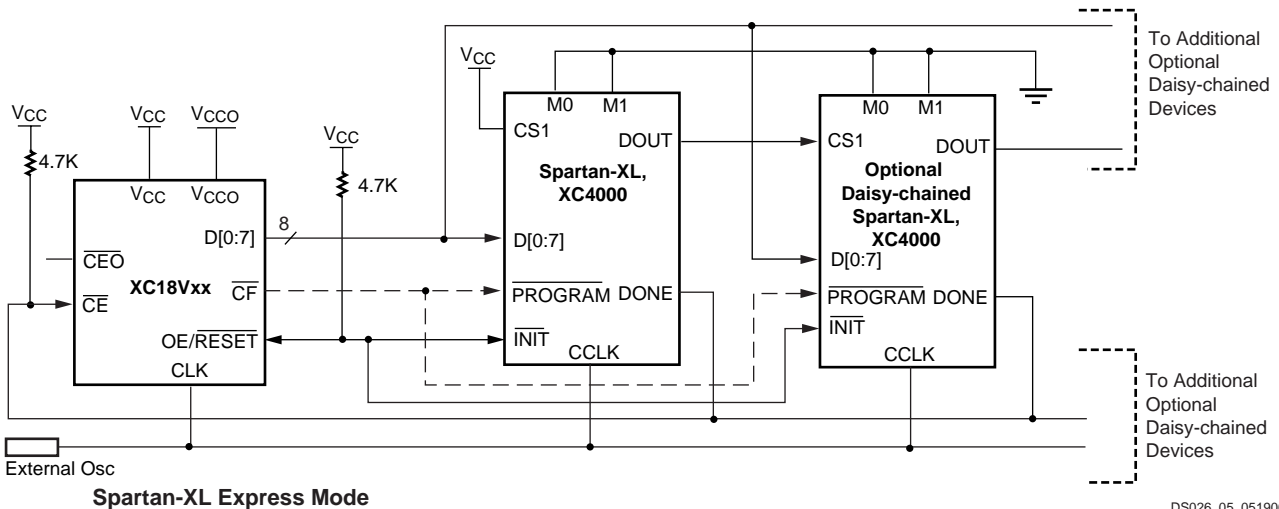 To Additional
Optional
Daisy-chained
Devices
VCC
M0 M1
M0 M1
VCC
VCC
VCCO
VCC
CS1
DOUT
CS1
DOUT
4.7K
4.7K
Spartan-XL,
XC4000
Optional
Daisy-chained
Spartan-XL,
XC4000
VCC
VCCO
D[0:7]
8
D[0:7]
D[0:7]
CEO
XC18Vxx
CF
PROGRAM DONE
PROGRAM DONE
CE
OE/RESET
INIT
INIT
CLK
CCLK
CCLK
To Additional
Optional
Daisy-chained
Devices
External Osc
Spartan-XL Express Mode